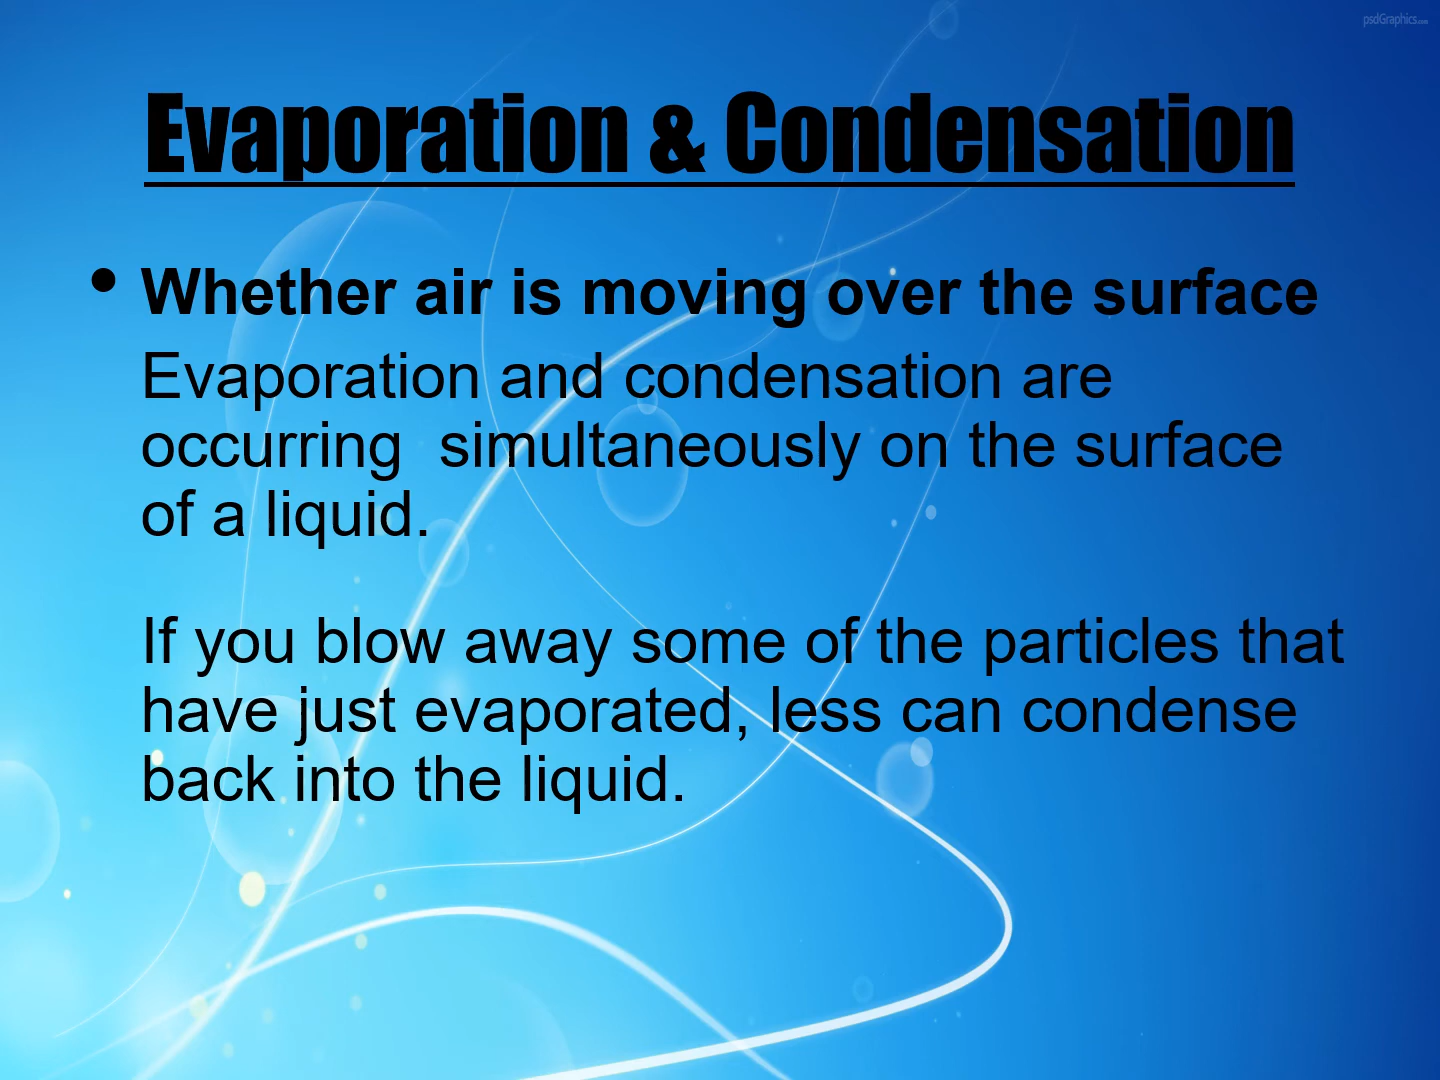 psdGraphics.com
Evaporation & Condensation
• Whether air is moving over the surface
Evaporation and condensation are
occurring  simultaneously on the surface
of a liquid.
If you blow away some of the particles that
have just evaporated, less can condense
back into the liquid.